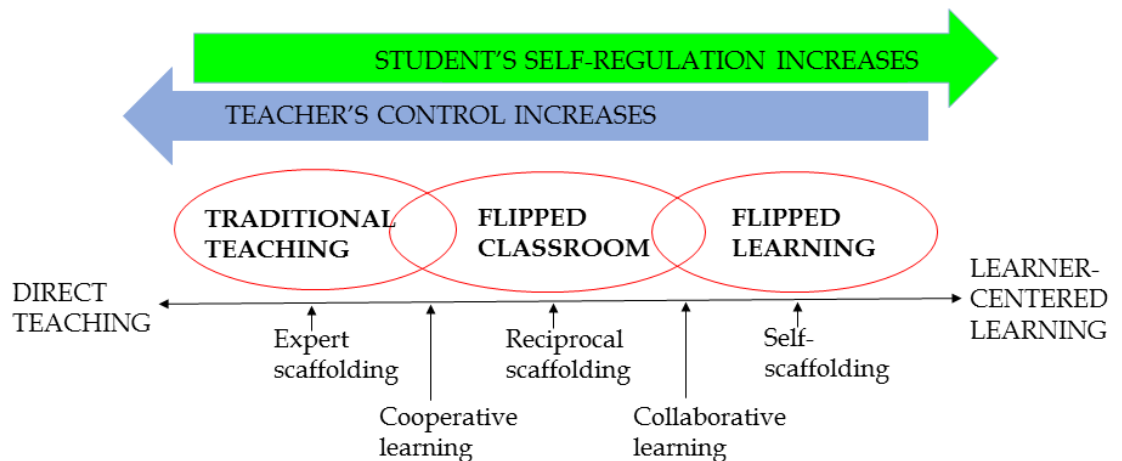 STUDENT'S SELF-REGULATION INCREASES
TEACHER'S CONTROL INCREASES
TRADITIONAL
TEACHING
FLIPPED
CLASSROOM
FLIPPED
LEARNING
DIRECT
TEACHING
LEARNER-
CENTERED
LEARNING
Expert
scaffolding
Reciprocal
scaffolding
Self-
scaffolding
Cooperative
learning
Collaborative
learning